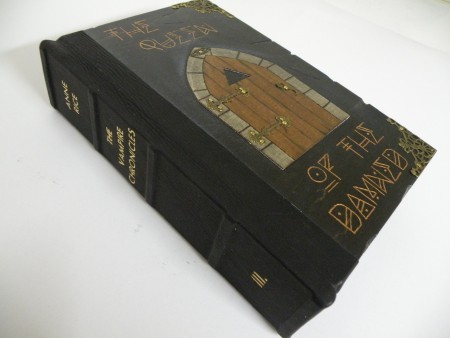 THE
QUEEN
OF THE
DAMNED
ANNE
RICE
THE
VAMPIRE
CHRONICLES
III.